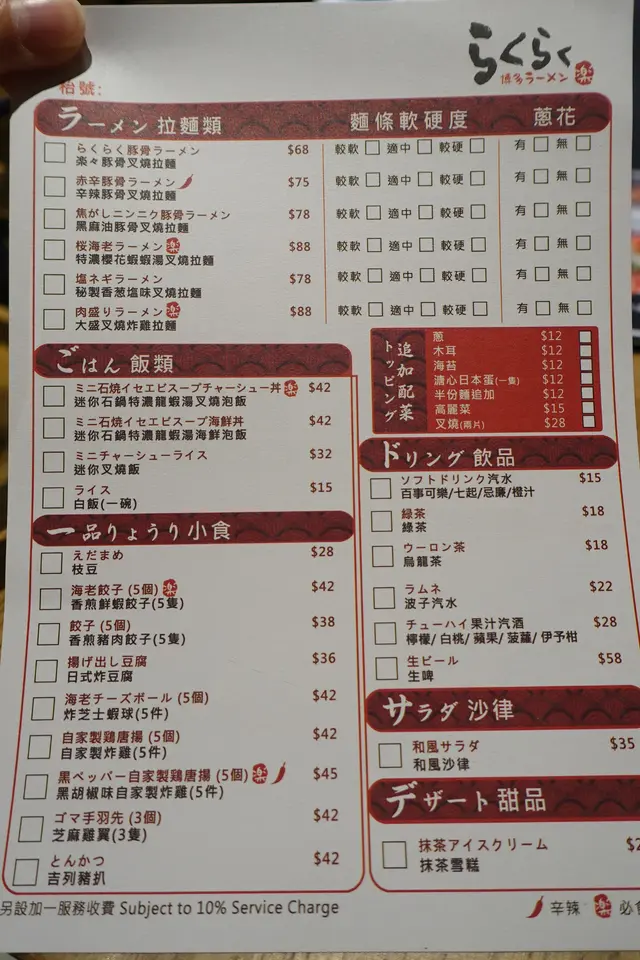 らくらく
博多ラーメン 楽
枱號:
ラーメン 拉麵類 麵條軟硬度 蔥花
らくらく豚骨ラーメン $68 較軟 適中 較硬 有 無
楽々豚骨叉燒拉麵
赤辛豚骨ラーメン $75 較軟 適中 較硬 有 無
辛辣豚骨叉燒拉麵
焦がしニンニク豚骨ラーメン $78 較軟 適中 較硬 有 無
黑麻油豚骨叉燒拉麵
桜海老ラーメン 楽 $88 較軟 適中 較硬 有 無
特濃櫻花蝦蝦湯叉燒拉麵
塩ネギラーメン $78 較軟 適中 較硬 有 無
秘製香葱塩味叉燒拉麵
肉盛りラーメン 楽 $88 較軟 適中 較硬 有 無
大盛叉燒炸雞拉麵
トッピング 追加配菜
蔥 $12
木耳 $12
海苔 $12
溏心日本蛋(一隻) $12
半份麵追加 $12
高麗菜 $15
叉燒(兩片) $28
ごはん 飯類
ミニ石焼イセエビスープチャーシュー丼 楽 $42
迷你石鍋特濃龍蝦湯叉燒泡飯
ミニ石焼イセエビスープ海鮮丼 $42
迷你石鍋特濃龍蝦湯海鮮泡飯
ミニチャーシューライス $32
迷你叉燒飯
ライス $15
白飯(一碗)
一品りょうり小食
えだまめ $28
枝豆
海老餃子 (5個) 楽 $42
香煎鮮蝦餃子(5隻)
餃子 (5個) $38
香煎豬肉餃子(5隻)
揚げ出し豆腐 $36
日式炸豆腐
海老チーズボール (5個) $42
炸芝士蝦球(5件)
自家製鶏唐揚 (5個) $42
自家製炸雞(5件)
黒ペッパー自家製鶏唐揚 (5個) 楽 $45
黑胡椒味自家製炸雞(5件)
ゴマ手羽先 (3個) $42
芝麻雞翼(3隻)
とんかつ $42
吉列豬扒
ドリング 飲品
ソフトドリンク汽水 $15
百事可樂/七起/忌廉/橙汁
緑茶 $18
綠茶
ウーロン茶 $18
烏龍茶
ラムネ $22
波子汽水
チューハイ果汁汽酒 $28
檸檬/白桃/蘋果/菠蘿/伊予柑
生ビール $58
生啤
サラダ 沙律
和風サラダ $35
和風沙律
デザート 甜品
抹茶アイスクリーム $2
抹茶雪糕
另設加一服務收費 Subject to 10% Service Charge
辛辣 楽 必食